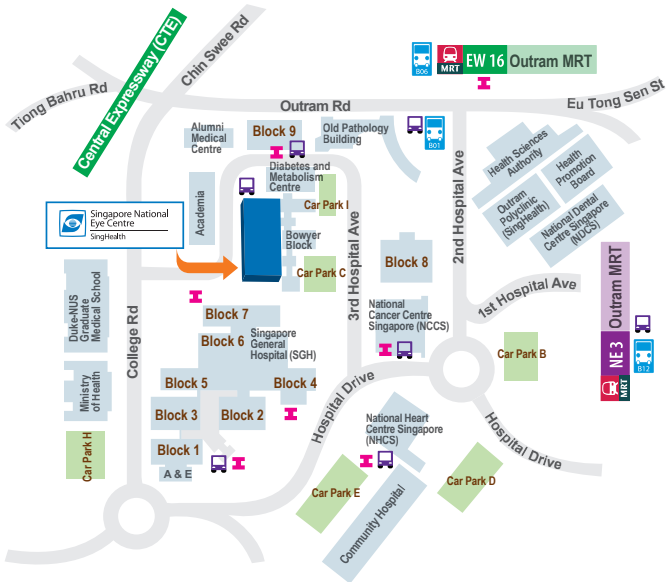 Tiong Bahru Rd
Central Expressway (CTE)
Chin Swee Rd
B06
MRT
EW 16
Outram MRT
Eu Tong Sen St
Outram Rd
Alumni
Medical
Centre
Block 9
Old Pathology
Building
B01
2nd Hospital Ave
Health Sciences
Authority
Health
Promotion
Board
Outram
Polyclinic
(SingHealth)
National Dental
Centre Singapore
(NDCS)
Diabetes and
Metabolism
Centre
Car Park I
Academia
Singapore National
Eye Centre
SingHealth
Bowyer
Block
Car Park C
3rd Hospital Ave
Block 8
1st Hospital Ave
Outram MRT
NE 3
B12
MRT
Duke-NUS
Graduate
Medical School
College Rd
Block 7
Block 6
Singapore
General
Hospital (SGH)
National
Cancer Centre
Singapore (NCCS)
Car Park B
Ministry
of Health
Block 5
Block 4
Block 3
Block 2
Hospital Drive
National Heart
Centre Singapore
(NHCS)
Hospital Drive
Car Park H
Block 1
A & E
Car Park E
Community Hospital
Car Park D